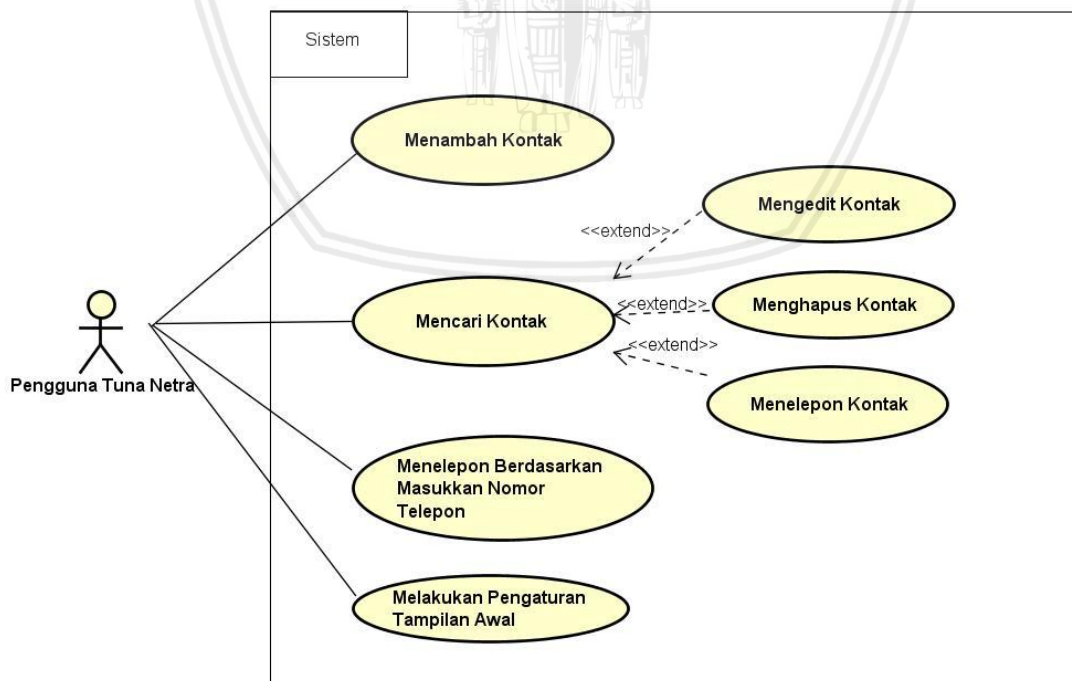 Sistem
Menambah Kontak
Mengedit Kontak
<<extend>>
Mencari Kontak
<<extend>>
Menghapus Kontak
<<extend>>
Pengguna Tuna Netra
Menelepon Kontak
Menelepon Berdasarkan
Masukkan Nomor
Telepon
Melakukan Pengaturan
Tampilan Awal